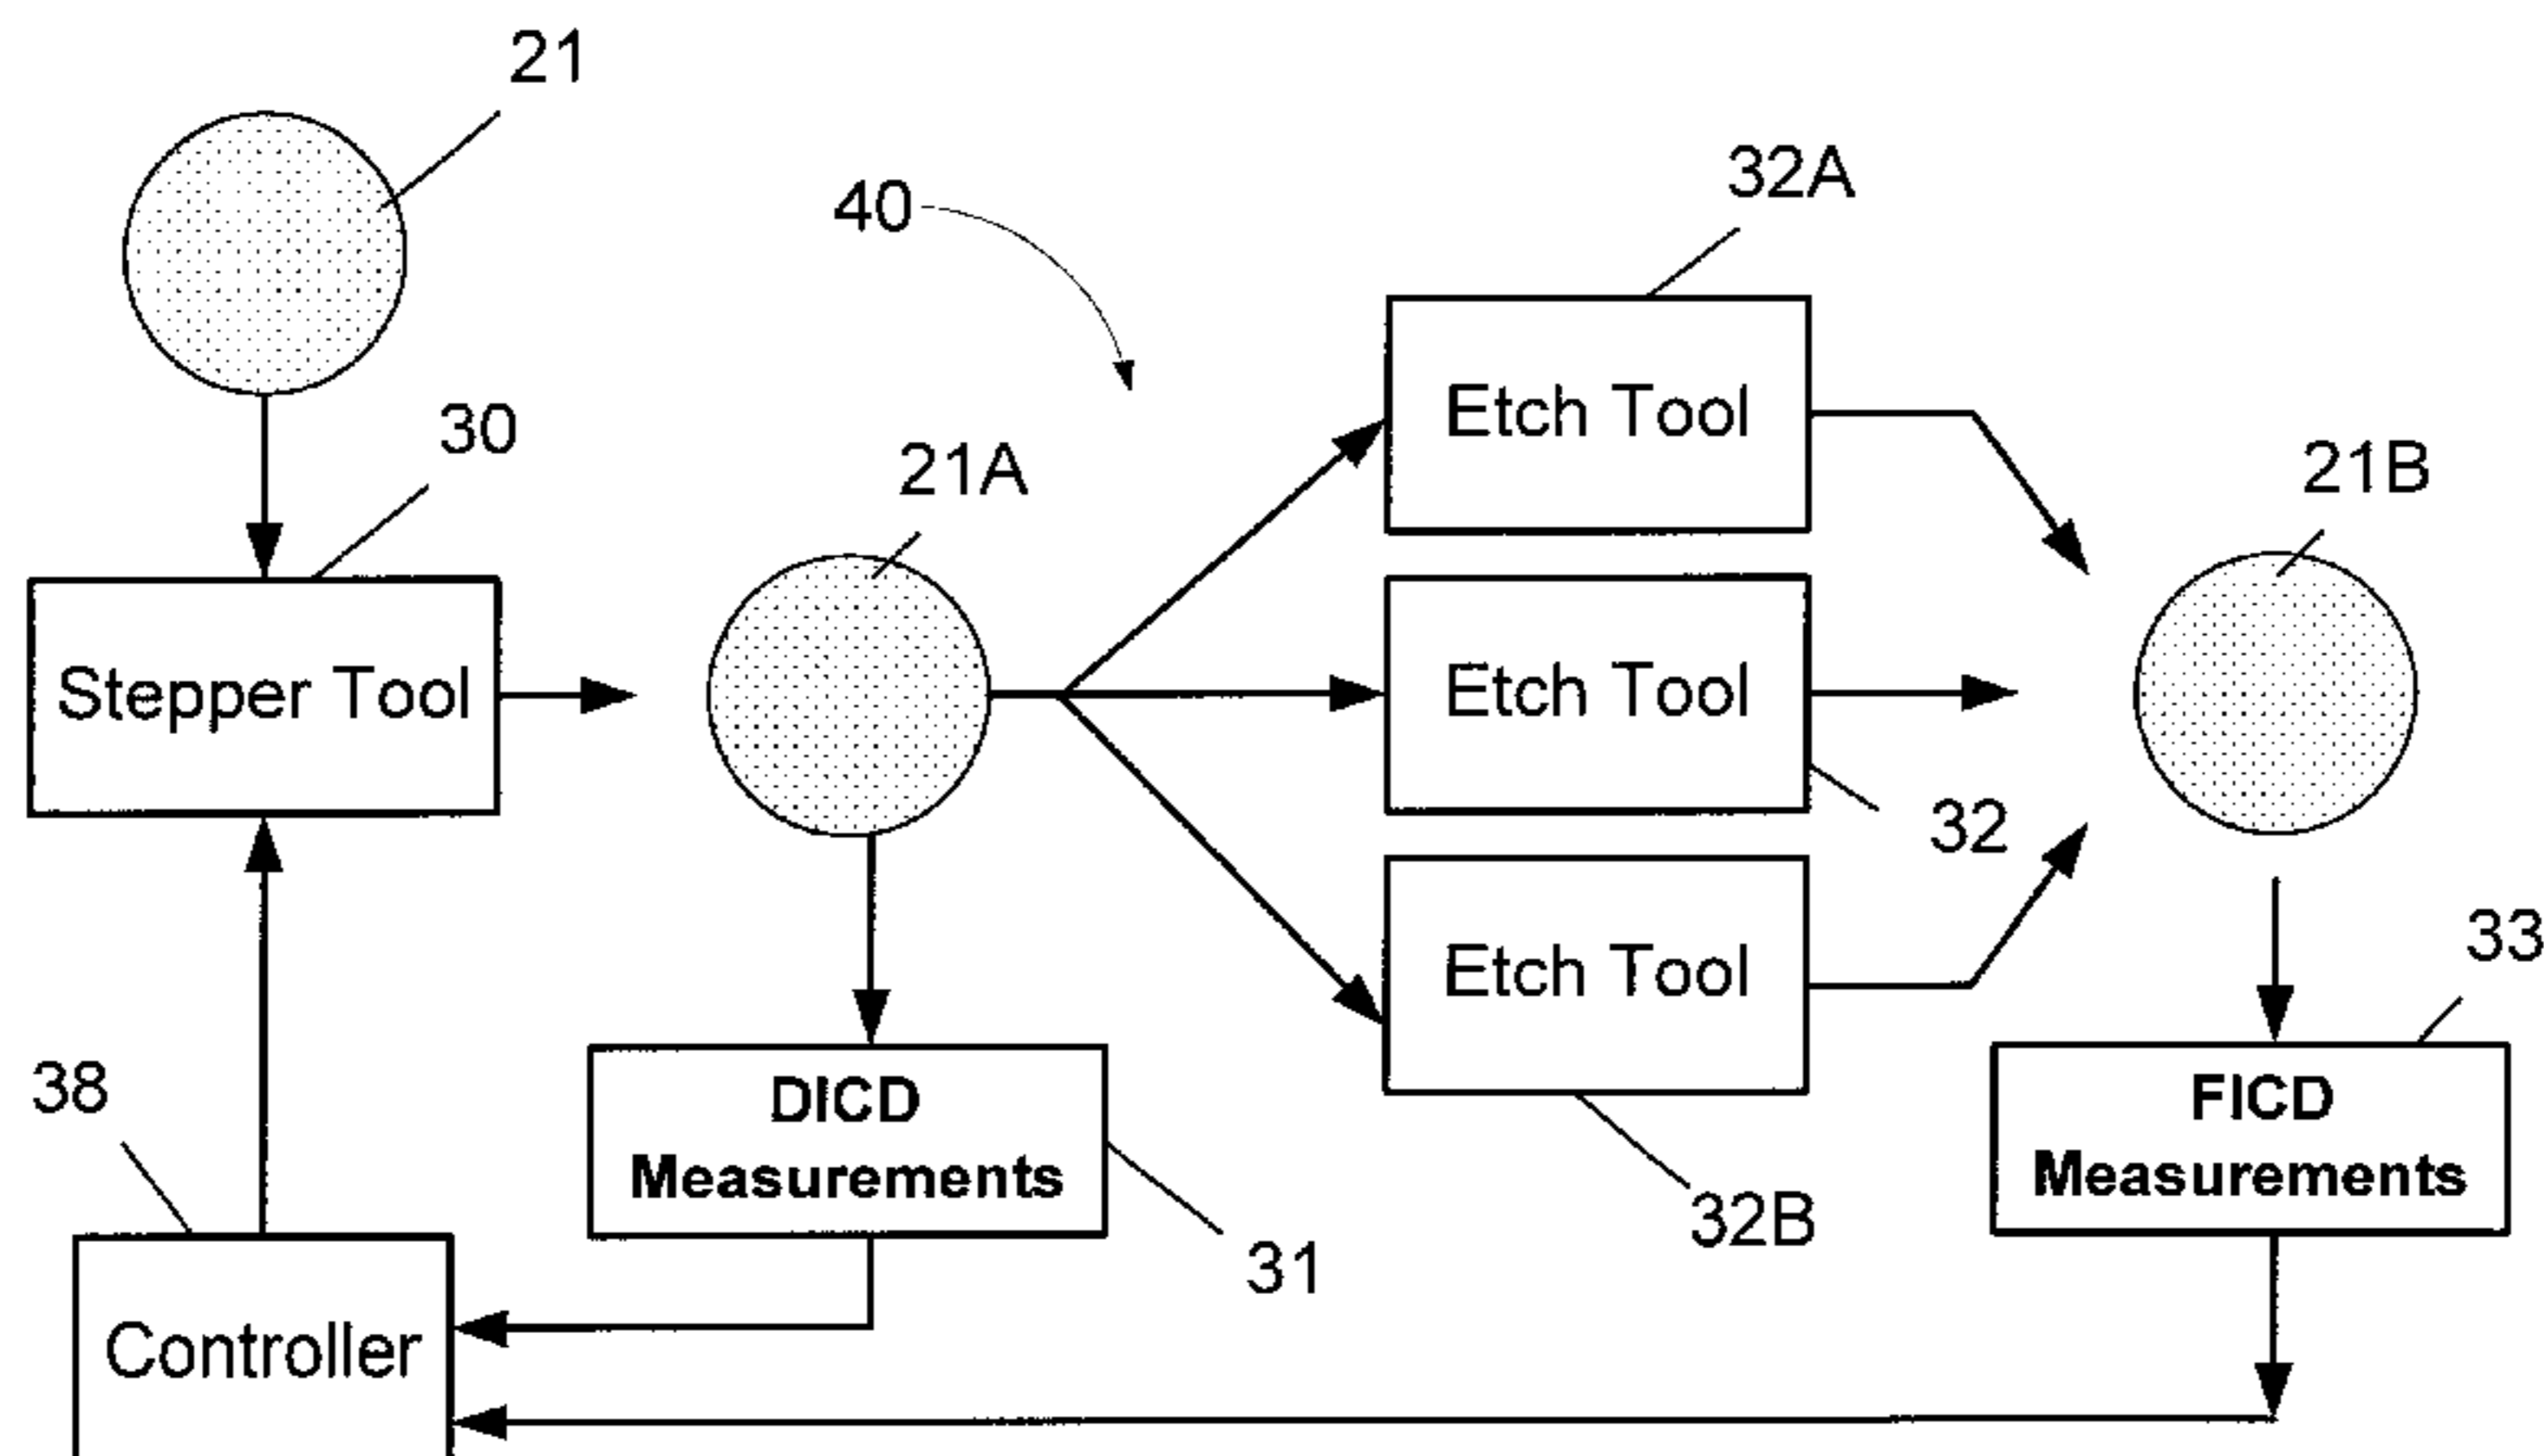 21
32A
40
Etch Tool
30
21A
21B
Stepper Tool
Etch Tool
32
Etch Tool
33
38
DICD
Measurements
FICD
Measurements
32B
31
Controller